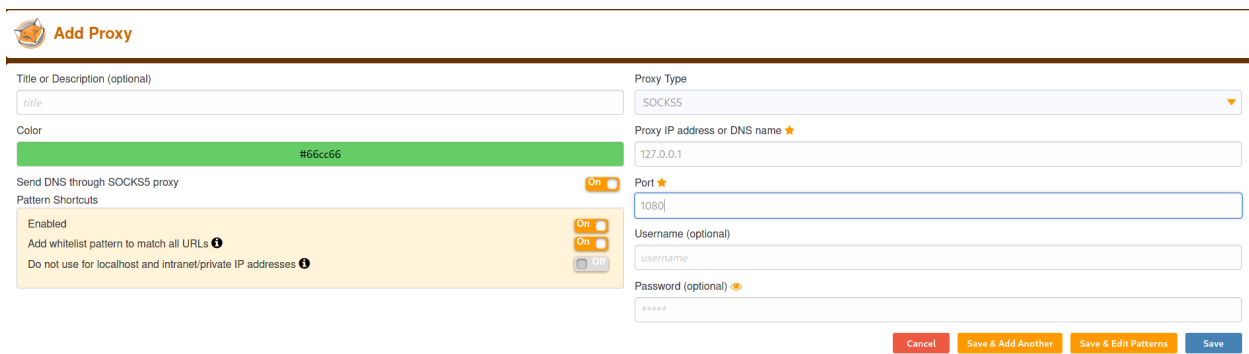 Add Proxy
Title or Description (optional)
title
Color
#66cc66
Send DNS through SOCKS5 proxy
On
Pattern Shortcuts
Enabled
On
Add whitelist pattern to match all URLs
On
Do not use for localhost and intranet/private IP addresses
Off
Proxy Type
SOCKS5
Proxy IP address or DNS name
127.0.0.1
Port
1080
Username (optional)
username
Password (optional)
*****
Cancel
Save & Add Another
Save & Edit Patterns
Save